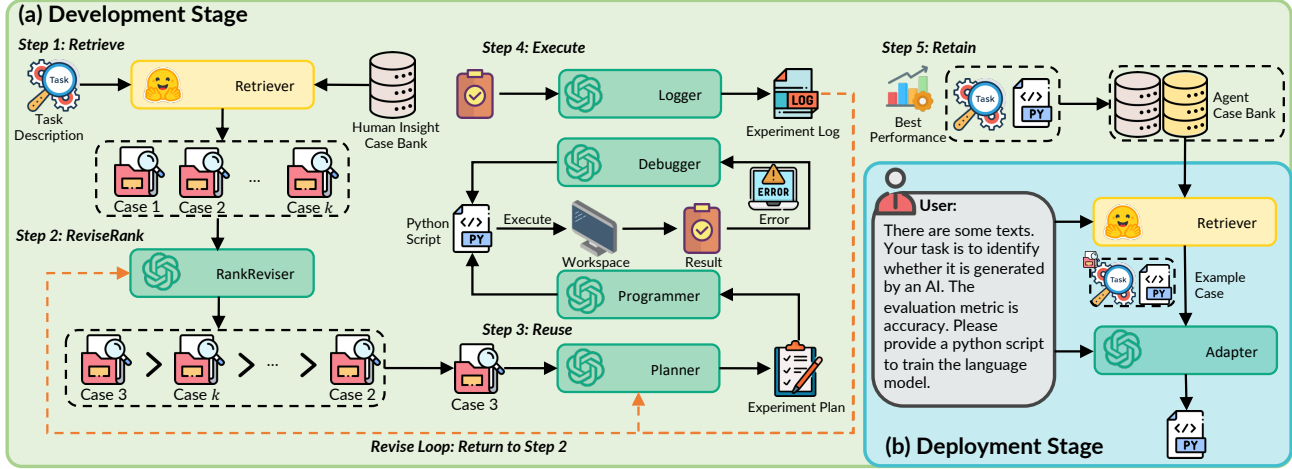 (a) Development Stage
Step 1: Retrieve
Task
Task
Description
Retriever
Human Insight
Case Bank
Case 1
Case 2
...
Case k
Step 2: ReviseRank
RankReviser
Case 3
Case k
...
Case 2
Case 3
Step 4: Execute
Logger
LOG
Experiment Log
Debugger
ERROR
Error
Python
Script
PY
Execute
Workspace
Result
Programmer
Step 3: Reuse
Planner
Experiment Plan
Revise Loop: Return to Step 2
Step 5: Retain
Best
Performance
Task
PY
Agent
Case Bank
User:
There are some texts.
Your task is to identify
whether it is generated
by an AI. The
evaluation metric is
accuracy. Please
provide a python script
to train the language
model.
Retriever
Task
PY
Example
Case
Adapter
PY
(b) Deployment Stage